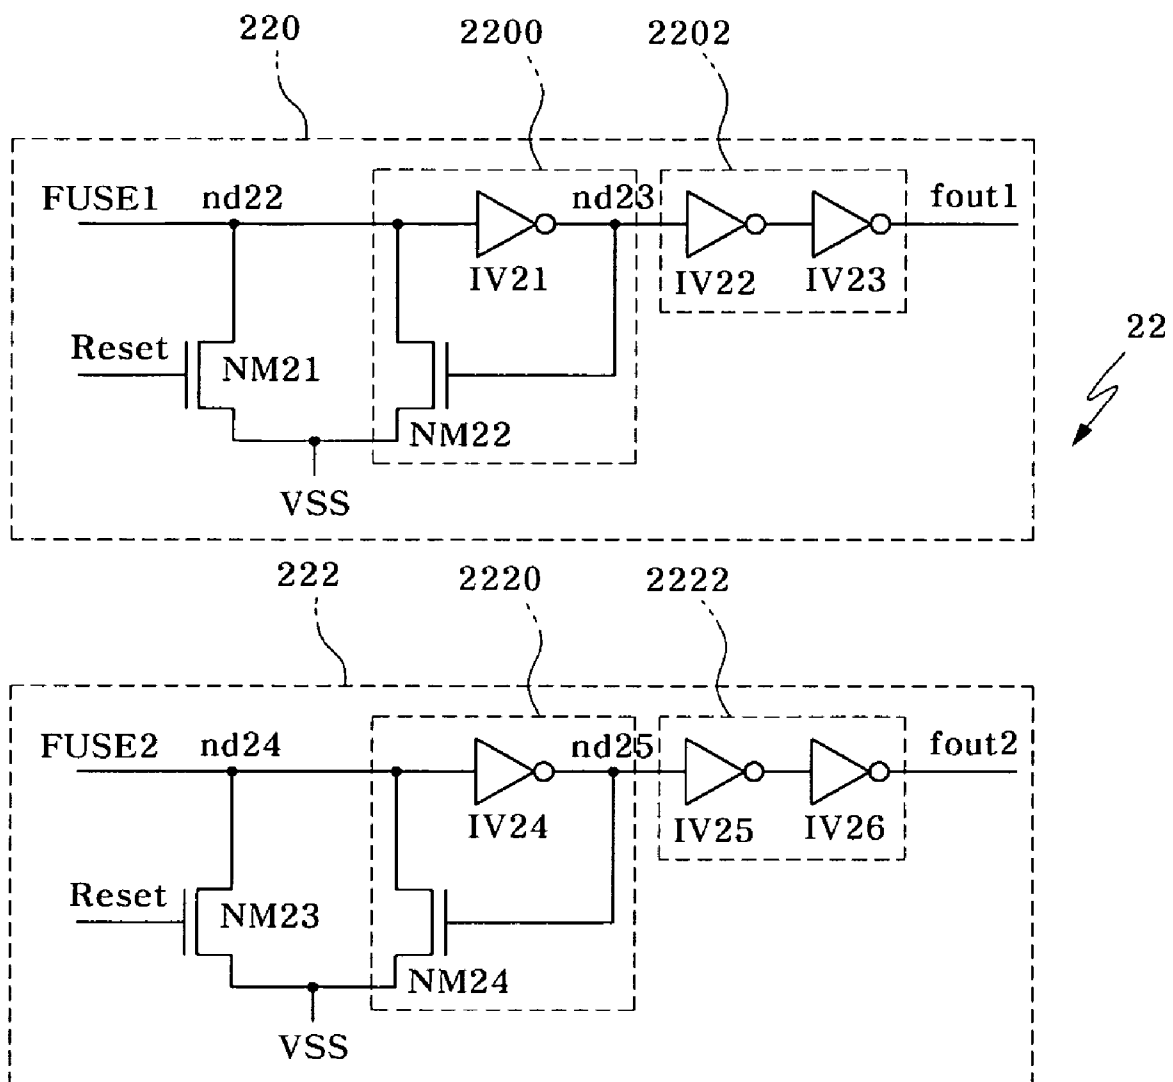 220 2200 2202
FUSE1 nd22 nd23 fout1
IV21 IV22 IV23
Reset NM21 22
NM22
VSS
222 2220 2222
FUSE2 nd24 nd25 fout2
IV24 IV25 IV26
Reset NM23
NM24
VSS